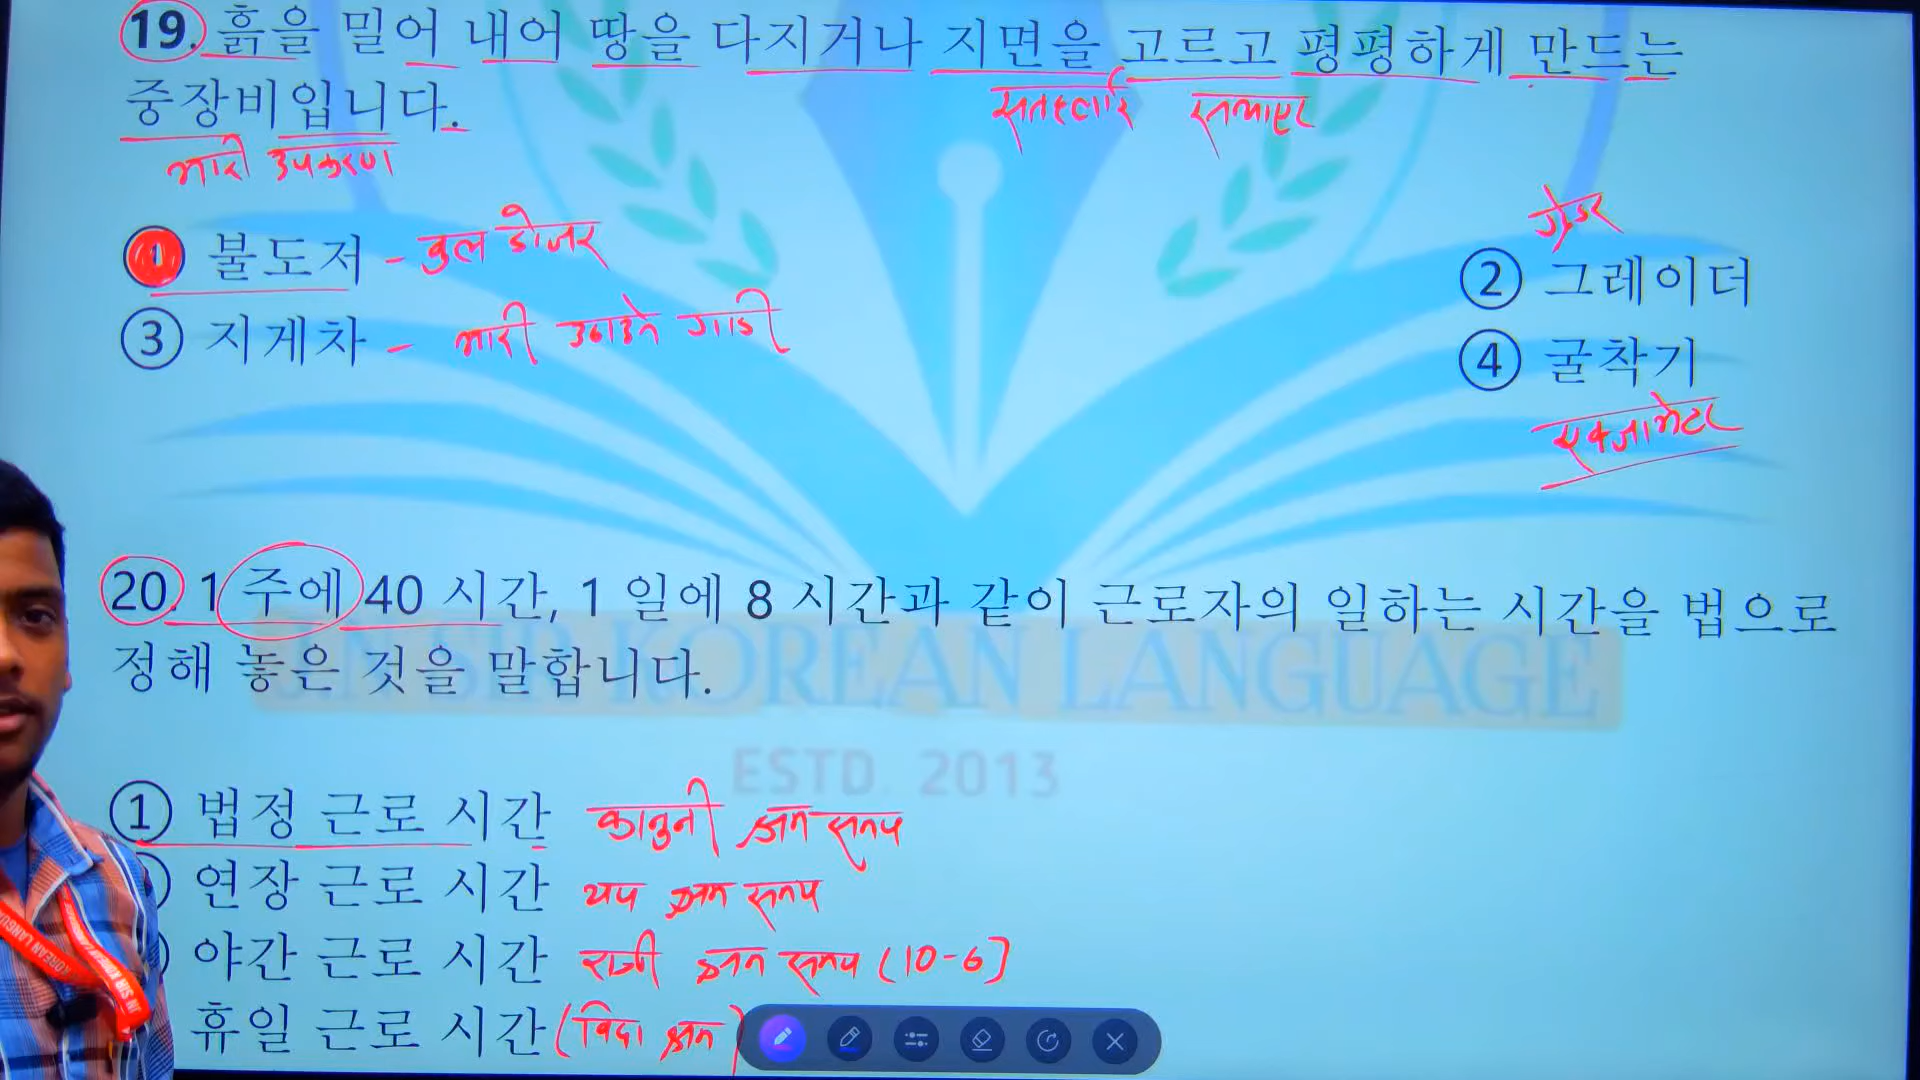 19. 흙을 밀어 내어 땅을 다지거나 지면을 고르고 평평하게 만드는
중장비입니다.
भारी उपकरण
① 불도저 - बुल डोजर
ग्रेडर
② 그레이더
③ 지게차 - भारी उठाउने गाडी
④ 굴착기
20. 1 주에 40 시간, 1 일에 8 시간과 같이 근로자의 일하는 시간을 법으로
정해 놓은 것을 말합니다.
KOREAN LANGUAGE
ESTD. 2013
① 법정 근로 시간 कानुनी श्रम समय
연장 근로 시간 थप श्रम समय
야간 근로 시간 रात्री श्रम समय (10-6)
휴일 근로 시간 (विदा श्रम)